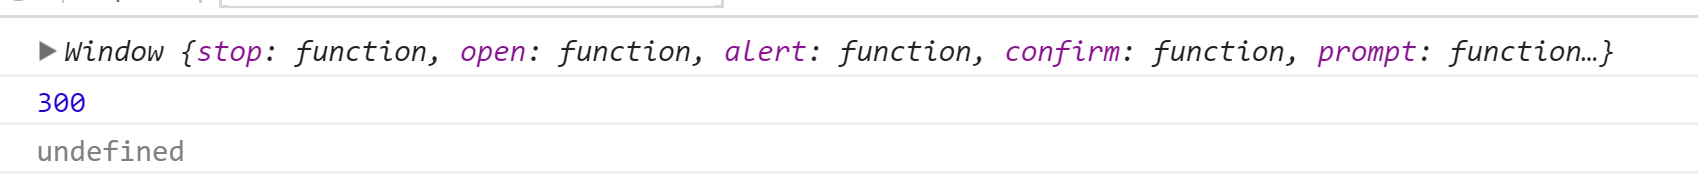 Window {stop: function, open: function, alert: function, confirm: function, prompt: function…}
300
undefined